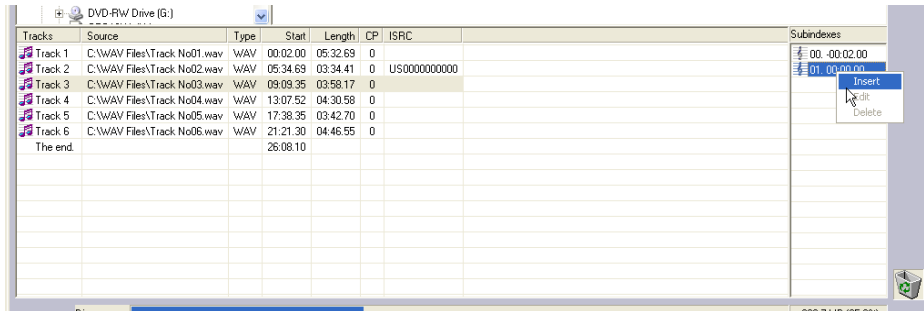 DVD-RW Drive (G:)
Tracks Source Type Start Length CP ISRC
Track 1 C:\WAV Files\Track No01.wav WAV 00:02.00 05:32.69 0
Track 2 C:\WAV Files\Track No02.wav WAV 05:34.69 03:34.41 0 US0000000000
Track 3 C:\WAV Files\Track No03.wav WAV 09:09.35 03:58.17 0
Track 4 C:\WAV Files\Track No04.wav WAV 13:07.52 04:30.58 0
Track 5 C:\WAV Files\Track No05.wav WAV 17:38.35 03:42.70 0
Track 6 C:\WAV Files\Track No06.wav WAV 21:21.30 04:46.55 0
The end. 26:08.10
Subindexes
00. -00:02.00
01. 00:00.00
Insert
Edit
Delete